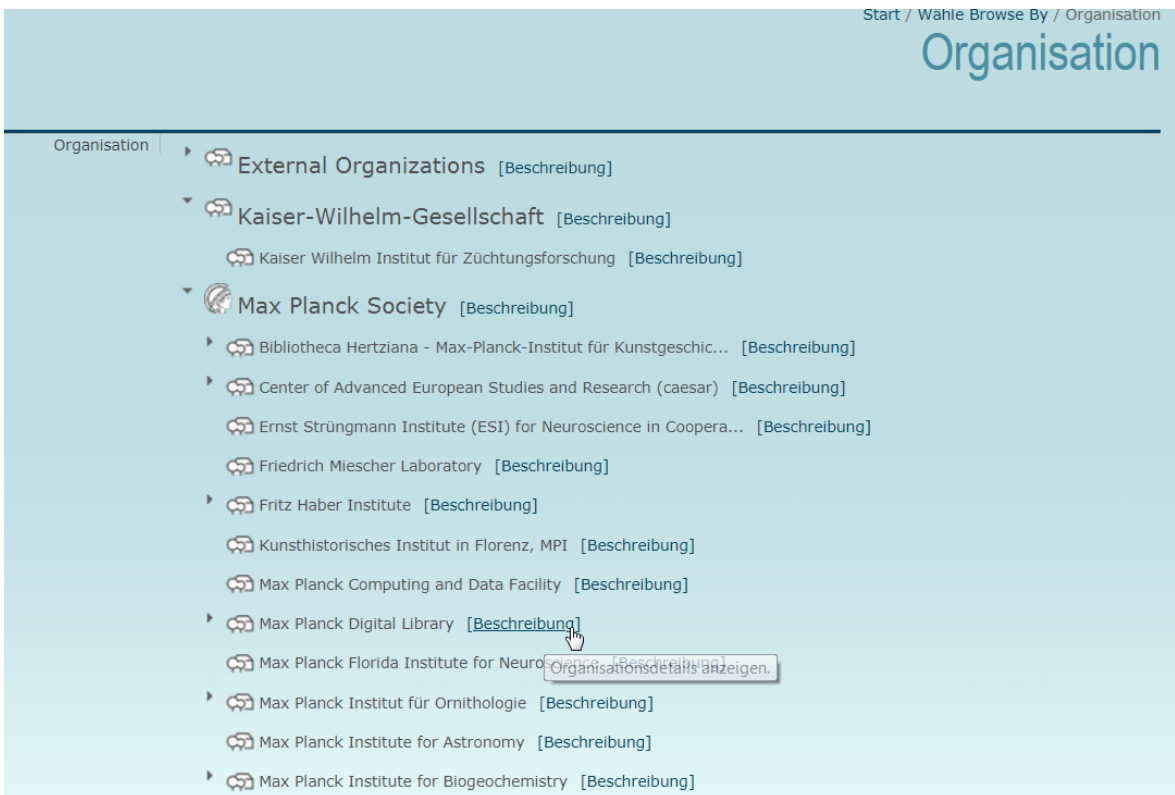 Start / Wähle Browse By / Organisation
Organisation
Organisation
External Organizations [Beschreibung]
Kaiser-Wilhelm-Gesellschaft [Beschreibung]
Kaiser Wilhelm Institut für Züchtungsforschung [Beschreibung]
Max Planck Society [Beschreibung]
Bibliotheca Hertziana - Max-Planck-Institut für Kunstgeschic... [Beschreibung]
Center of Advanced European Studies and Research (caesar) [Beschreibung]
Ernst Strüngmann Institute (ESI) for Neuroscience in Coopera... [Beschreibung]
Friedrich Miescher Laboratory [Beschreibung]
Fritz Haber Institute [Beschreibung]
Kunsthistorisches Institut in Florenz, MPI [Beschreibung]
Max Planck Computing and Data Facility [Beschreibung]
Max Planck Digital Library [Beschreibung]
Max Planck Florida Institute for Neuroscience [Beschreibung]
Organisationsdetails anzeigen.
Max Planck Institut für Ornithologie [Beschreibung]
Max Planck Institute for Astronomy [Beschreibung]
Max Planck Institute for Biogeochemistry [Beschreibung]